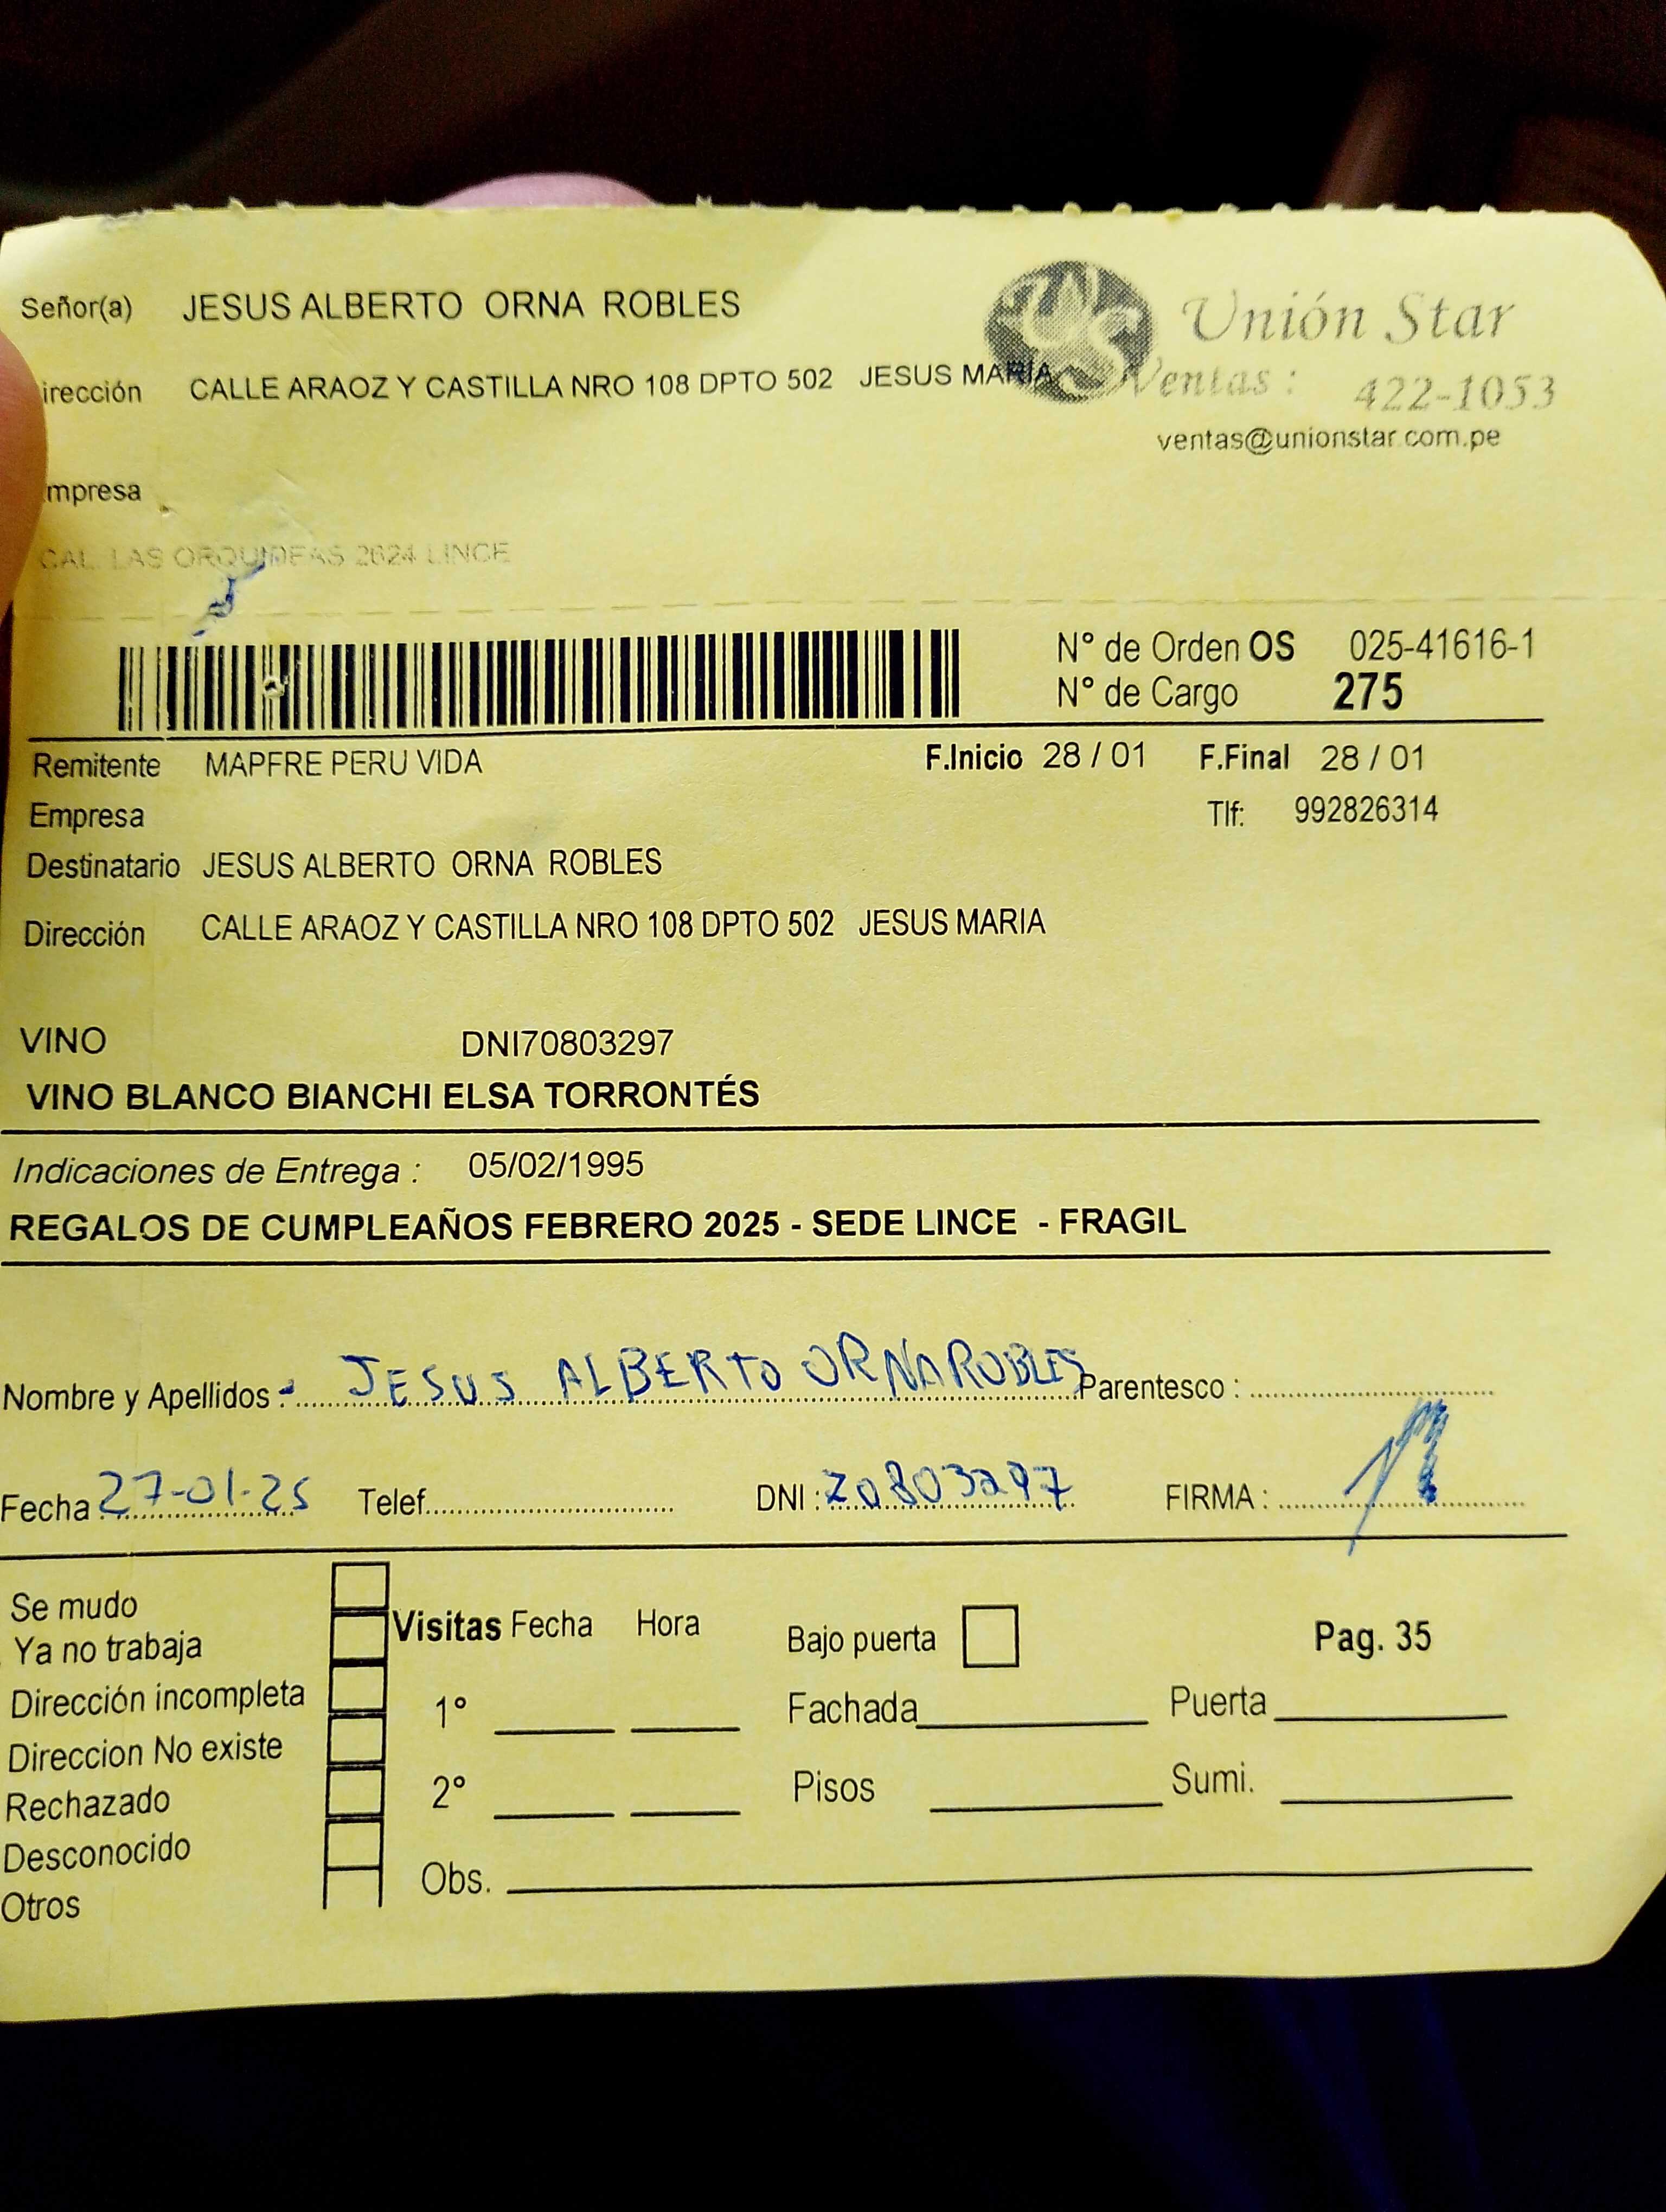 Señor(a) JESUS ALBERTO ORNA ROBLES
Unión Star
irección CALLE ARAOZ Y CASTILLA NRO 108 DPTO 502 JESUS MARIA
Ventas : 422-1053
ventas@unionstar.com.pe
mpresa
CAL. LAS ORQUIDEAS 2624 LINCE
N° de Orden OS 025-41616-1
N° de Cargo 275
Remitente MAPFRE PERU VIDA F.Inicio 28 / 01 F.Final 28 / 01
Empresa Tlf: 992826314
Destinatario JESUS ALBERTO ORNA ROBLES
Dirección CALLE ARAOZ Y CASTILLA NRO 108 DPTO 502 JESUS MARIA
VINO DNI70803297
VINO BLANCO BIANCHI ELSA TORRONTÉS
Indicaciones de Entrega : 05/02/1995
REGALOS DE CUMPLEAÑOS FEBRERO 2025 - SEDE LINCE - FRAGIL
Nombre y Apellidos : JESUS ALBERTO ORNA ROBLES Parentesco :
Fecha 27-01-25 Telef. DNI : 70803297 FIRMA :
Se mudo
Ya no trabaja
Dirección incompleta
Direccion No existe
Rechazado
Desconocido
Otros
Visitas Fecha Hora
1°
2°
Obs.
Bajo puerta
Fachada Puerta
Pisos Sumi.
Pag. 35